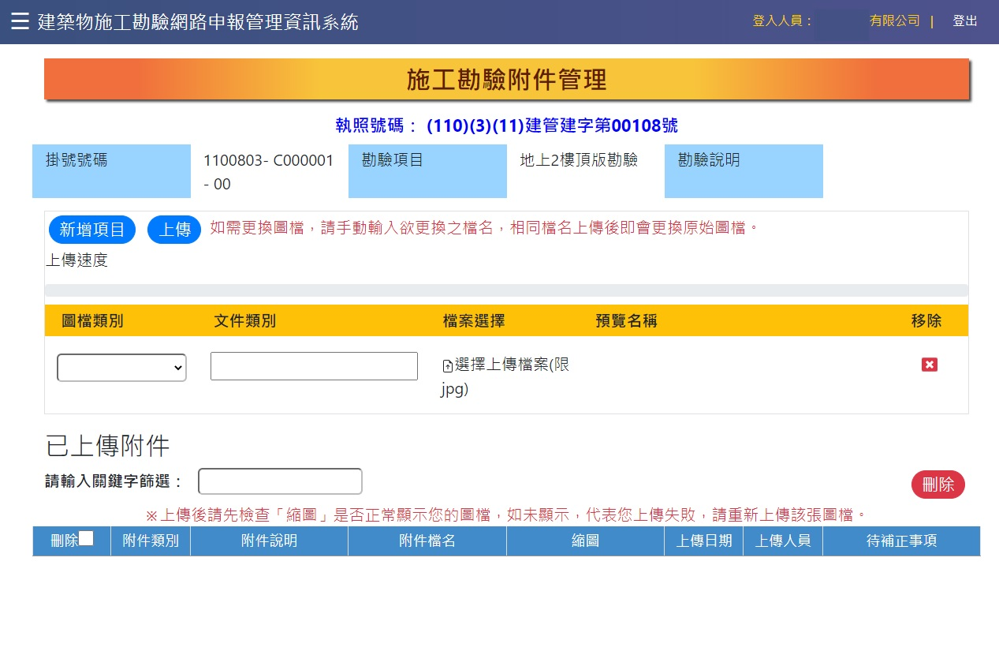 ☰ 建築物施工勘驗網路申報管理資訊系統 登入人員： 有限公司 | 登出
施工勘驗附件管理
執照號碼： (110)(3)(11)建管建字第00108號
掛號號碼 1100803- C000001 - 00 勘驗項目 地上2樓頂版勘驗 勘驗說明
新增項目 上傳 如需更換圖檔，請手動輸入欲更換之檔名，相同檔名上傳後即會更換原始圖檔。
上傳速度
圖檔類別 文件類別 檔案選擇 預覽名稱 移除
選擇上傳檔案(限
jpg)
已上傳附件
請輸入關鍵字篩選： 刪除
※上傳後請先檢查「縮圖」是否正常顯示您的圖檔，如未顯示，代表您上傳失敗，請重新上傳該張圖檔。
刪除 附件類別 附件說明 附件檔名 縮圖 上傳日期 上傳人員 待補正事項